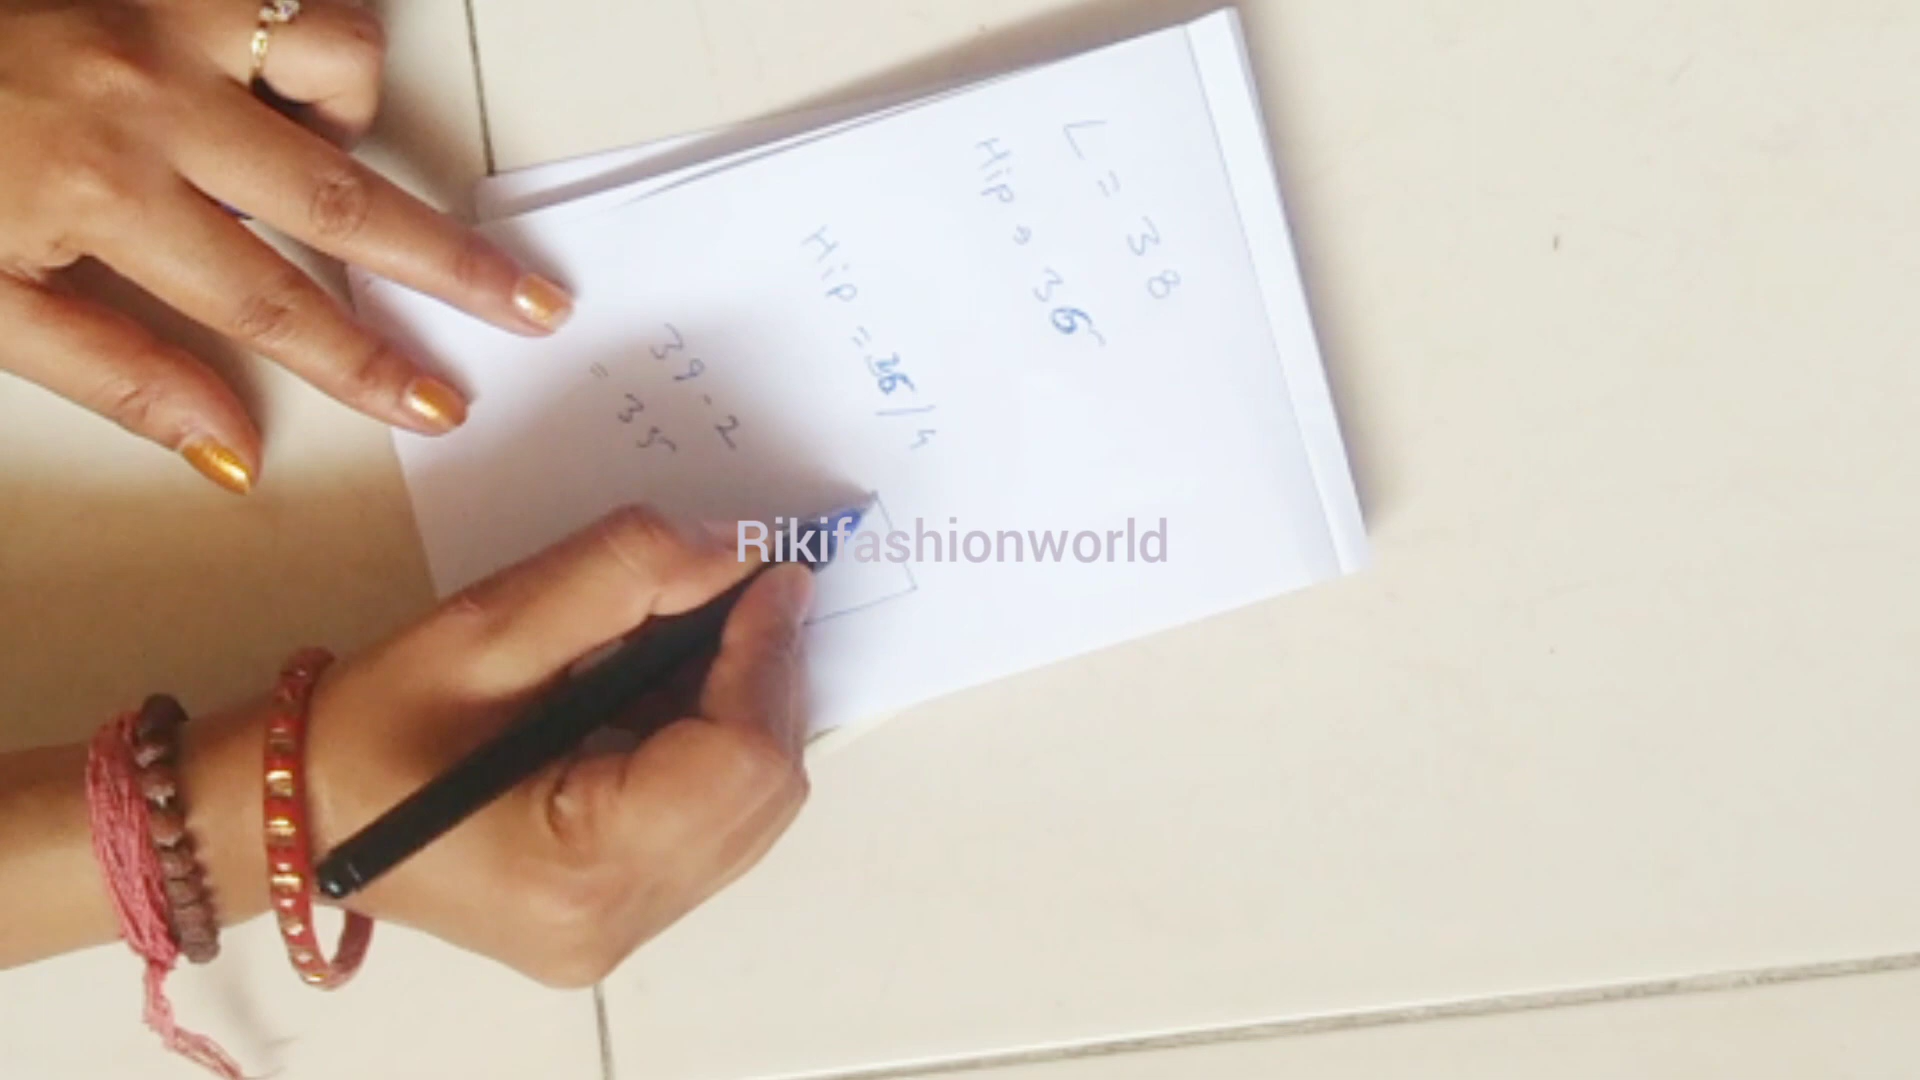 L = 38
Hip → 36
Hip = 36/4
39 - 2
= 35
Rikifashionworld